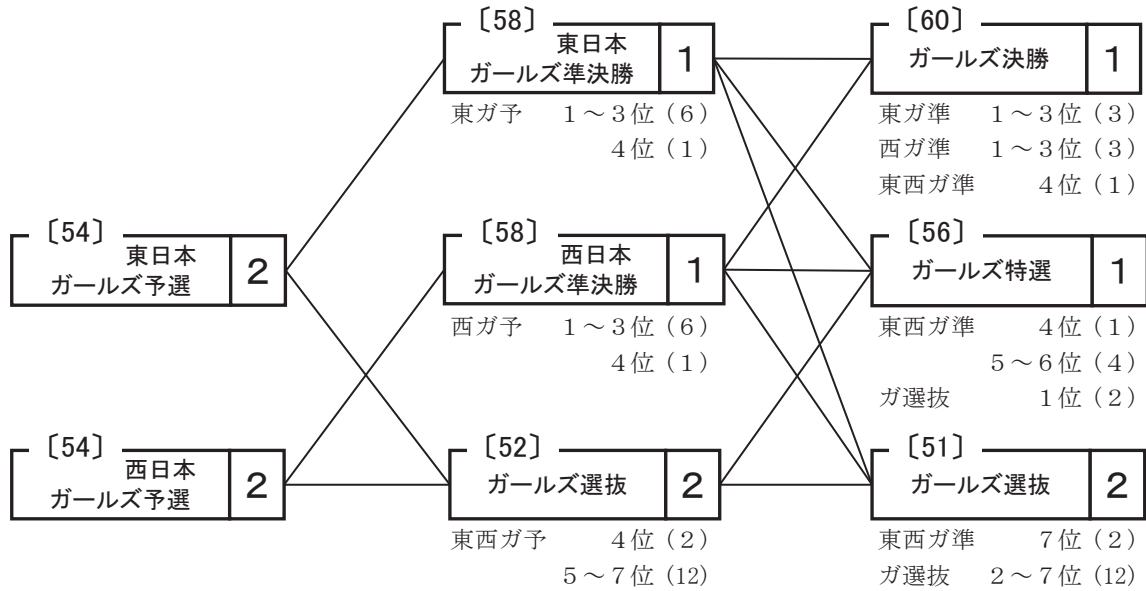 〔54〕
東日本
ガールズ予選
2
〔54〕
西日本
ガールズ予選
2
〔58〕
東日本
ガールズ準決勝
1
東ガ予　1～3位（6）
4位（1）
〔58〕
西日本
ガールズ準決勝
1
西ガ予　1～3位（6）
4位（1）
〔52〕
ガールズ選抜
2
東西ガ予　4位（2）
5～7位（12）
〔60〕
ガールズ決勝
1
東ガ準　1～3位（3）
西ガ準　1～3位（3）
東西ガ準　4位（1）
〔56〕
ガールズ特選
1
東西ガ準　4位（1）
5～6位（4）
ガ選抜　1位（2）
〔51〕
ガールズ選抜
2
東西ガ準　7位（2）
ガ選抜　2～7位（12）